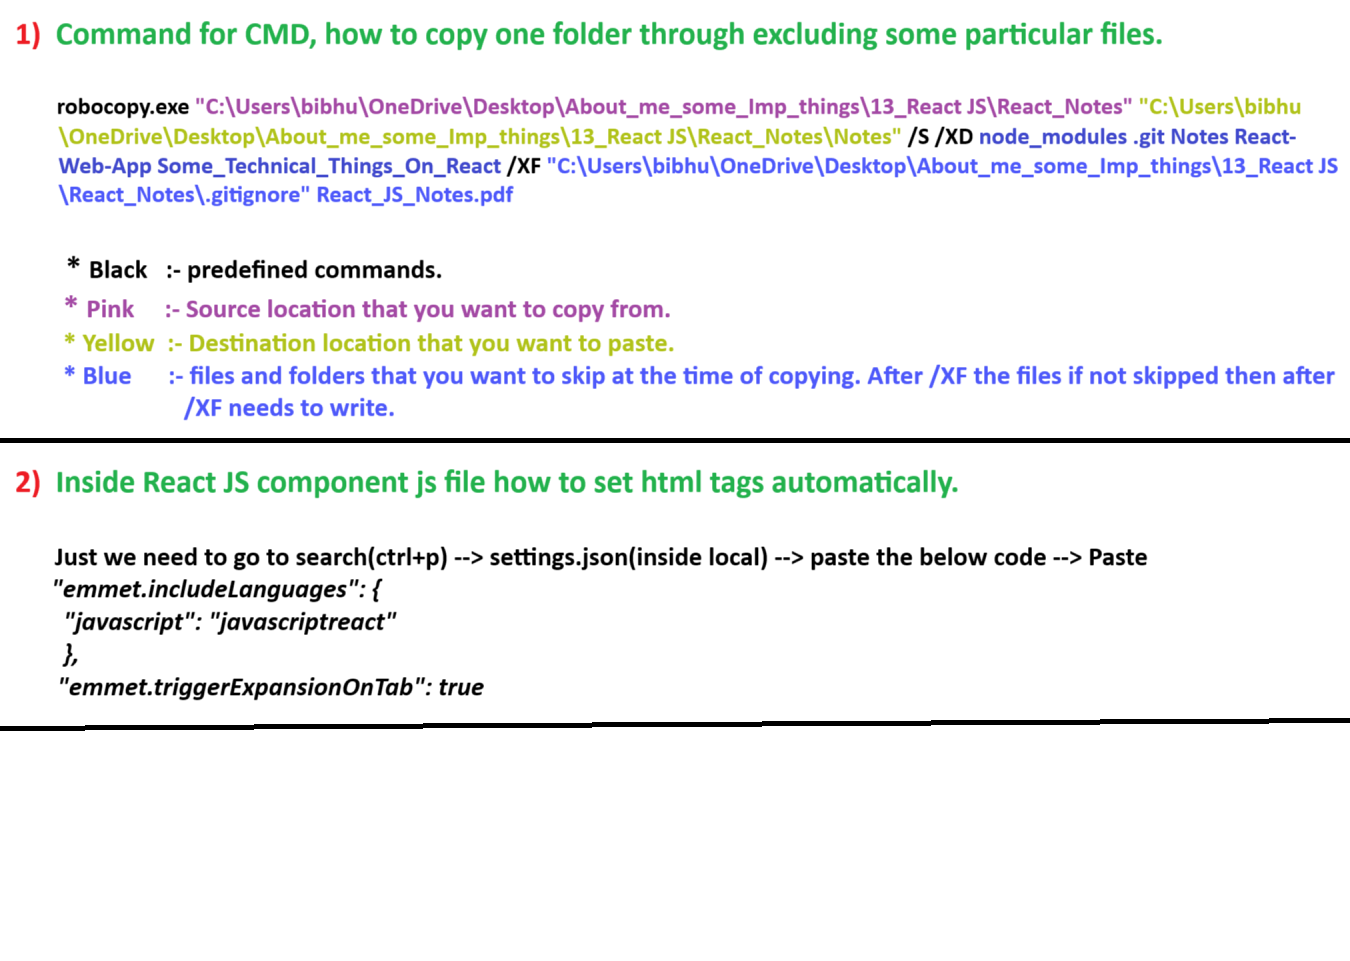 1) Command for CMD, how to copy one folder through excluding some particular files.
robocopy.exe "C:\Users\bibhu\OneDrive\Desktop\About_me_some_Imp_things\13_React JS\React_Notes" "C:\Users\bibhu
\OneDrive\Desktop\About_me_some_Imp_things\13_React JS\React_Notes\Notes" /S /XD node_modules .git Notes React-
Web-App Some_Technical_Things_On_React /XF "C:\Users\bibhu\OneDrive\Desktop\About_me_some_Imp_things\13_React JS
\React_Notes\.gitignore" React_JS_Notes.pdf
* Black :- predefined commands.
* Pink :- Source location that you want to copy from.
* Yellow :- Destination location that you want to paste.
* Blue :- files and folders that you want to skip at the time of copying. After /XF the files if not skipped then after
/XF needs to write.
2) Inside React JS component js file how to set html tags automatically.
Just we need to go to search(ctrl+p) --> settings.json(inside local) --> paste the below code --> Paste
"emmet.includeLanguages": {
"javascript": "javascriptreact"
},
"emmet.triggerExpansionOnTab": true